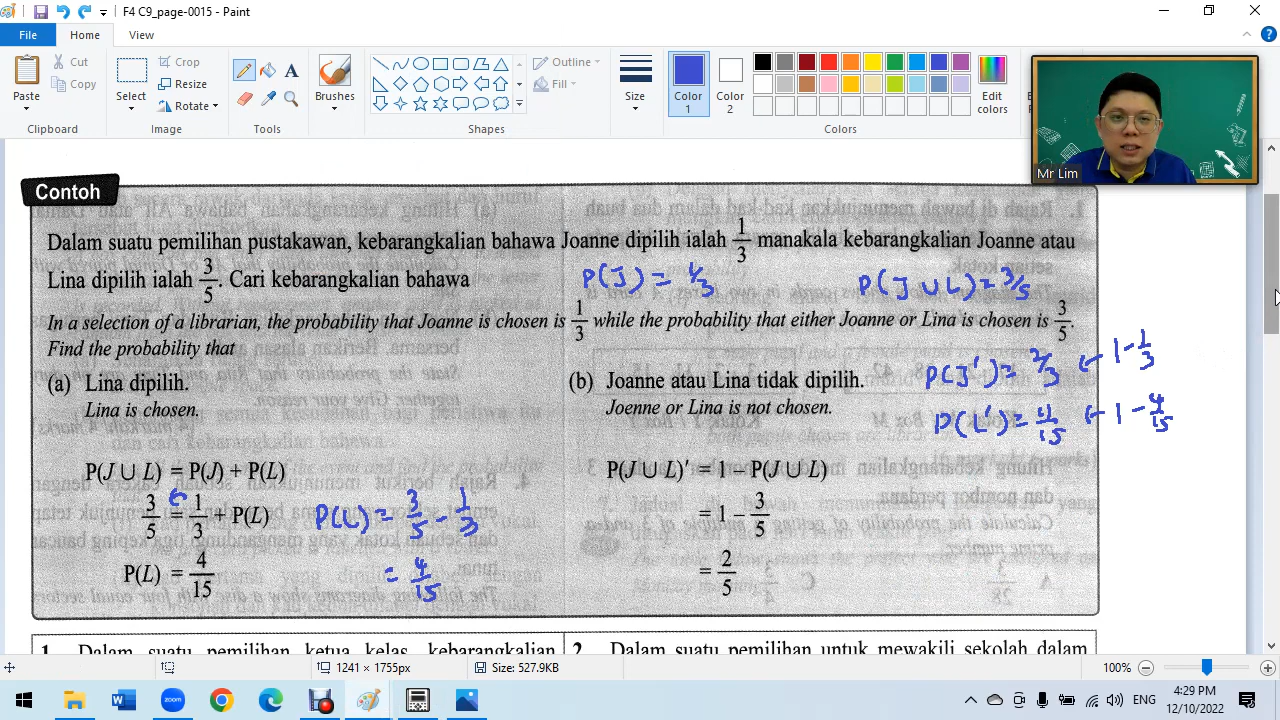 F4 C9_page-0015 - Paint
File Home View
Cut
Copy
Paste
Clipboard
Select
Crop
Resize
Rotate
Image
Tools
Brushes
Shapes
Outline
Fill
Size
Color 1
Color 2
Edit colors
Colors
Mr Lim
Contoh
Dalam suatu pemilihan pustakawan, kebarangkalian bahawa Joanne dipilih ialah 1/3 manakala kebarangkalian Joanne atau
Lina dipilih ialah 3/5. Cari kebarangkalian bahawa
P(J) = 1/3 P(J ∪ L) = 3/5
In a selection of a librarian, the probability that Joanne is chosen is 1/3 while the probability that either Joanne or Lina is chosen is 3/5.
Find the probability that
P(J') = 2/3 ← 1 - 1/3
(a) Lina dipilih.
Lina is chosen.
(b) Joanne atau Lina tidak dipilih.
Joenne or Lina is not chosen.
P(L') = 11/15 ← 1 - 4/15
P(J ∪ L) = P(J) + P(L)
3/5 = 1/3 + P(L)
P(L) = 4/15
P(L) = 3/5 - 1/3
= 4/15
P(J ∪ L)′ = 1 – P(J ∪ L)
= 1 – 3/5
= 2/5
1. Dalam suatu pemilihan ketua kelas, kebarangkalian
2. Dalam suatu pemilihan untuk mewakili sekolah dalam
1241 × 1755px
Size: 527.9KB
100%
ENG
4:29 PM
12/10/2022